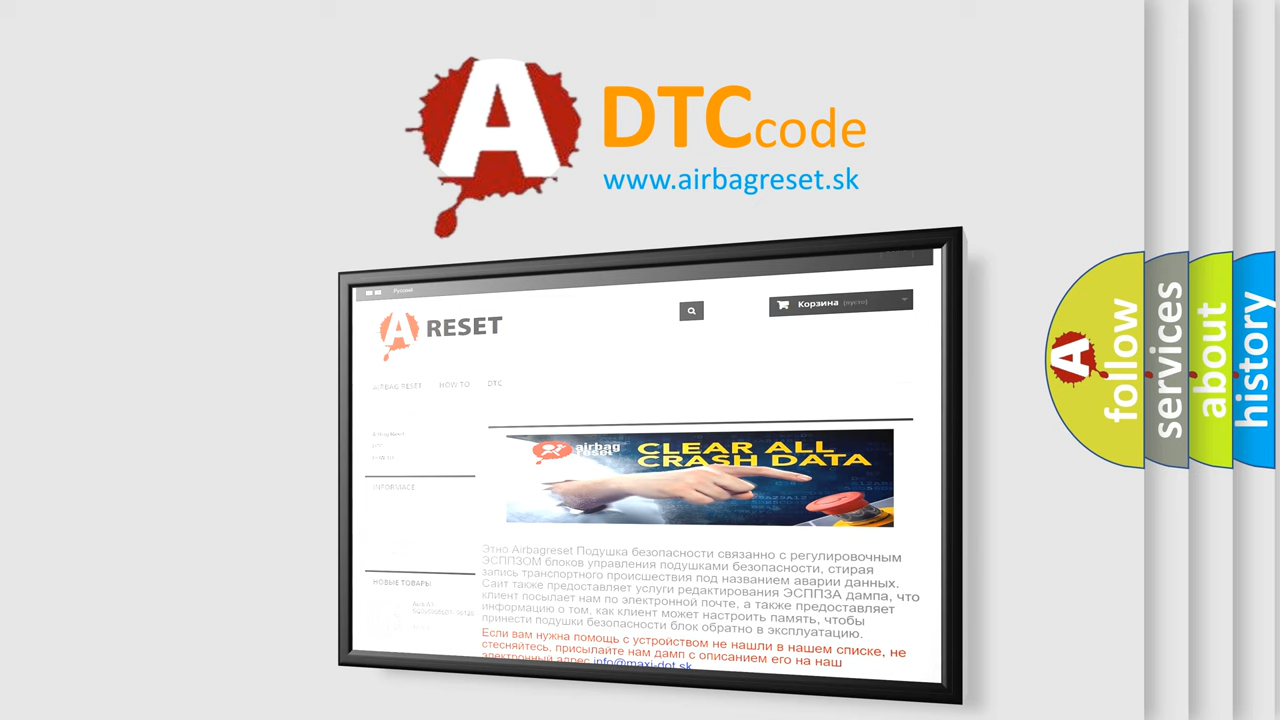 A
DTCcode
www.airbagreset.sk
Русский
A RESET
Корзина (пусто)
AIRBAG RESET HOW TO DTC
INFORMACE
НОВЫЕ ТОВАРЫ
airbag
reset
CLEAR ALL
CRASH DATA
Этно Airbagreset Подушка безопасности связанно с регулировочным
ЭСППЗОМ блоков управления подушками безопасности, стирая
запись транспортного происшествия под названием аварии данных.
Сайт также предоставляет услуги редактирования ЭСППЗА дампа, что
клиент посылает нам по электронной почте, а также предоставляет
информацию о том, как клиент может настроить память, чтобы
принести подушки безопасности блок обратно в эксплуатацию.
Если вам нужна помощь с устройством не нашли в нашем списке, не
стесняйтесь, присылайте нам дамп с описанием его на наш
электронный адрес info@maxi-dot.sk
A
follow
services
about
history